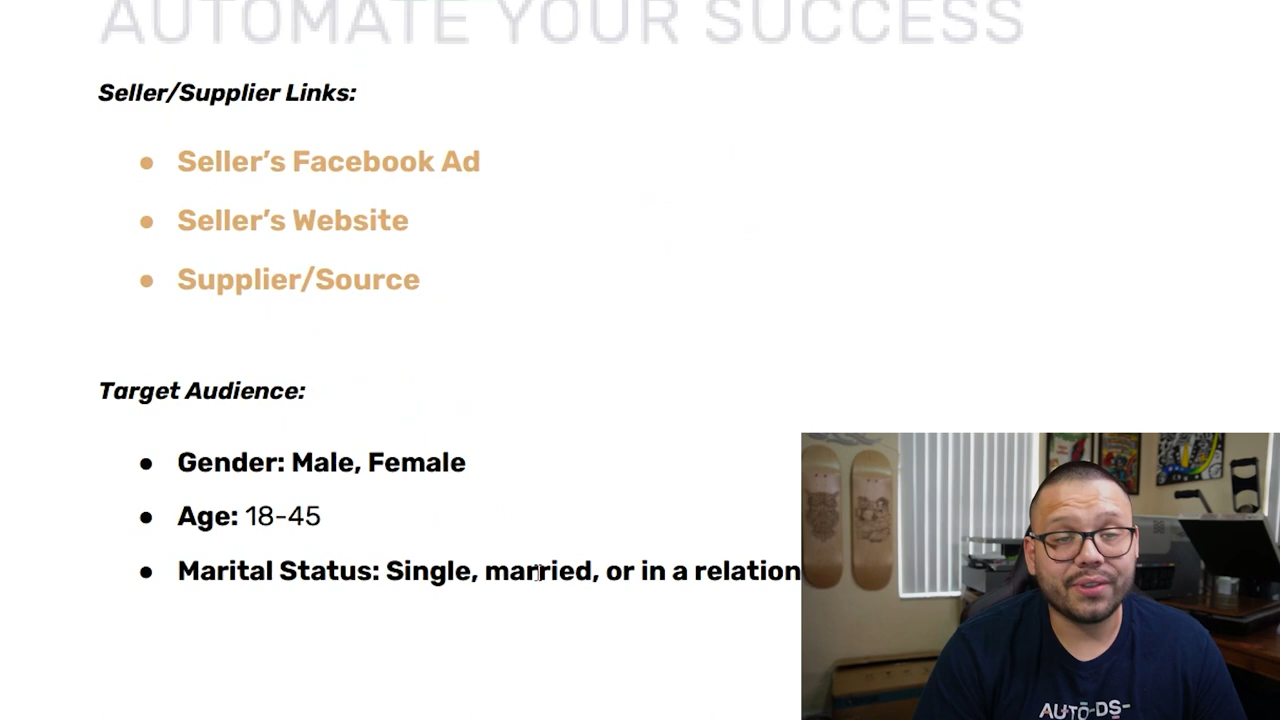 AUTOMATE YOUR SUCCESS
Seller/Supplier Links:
● Seller’s Facebook Ad
● Seller’s Website
● Supplier/Source
Target Audience:
● Gender: Male, Female
● Age: 18-45
● Marital Status: Single, married, or in a relation
AUTO-DS-